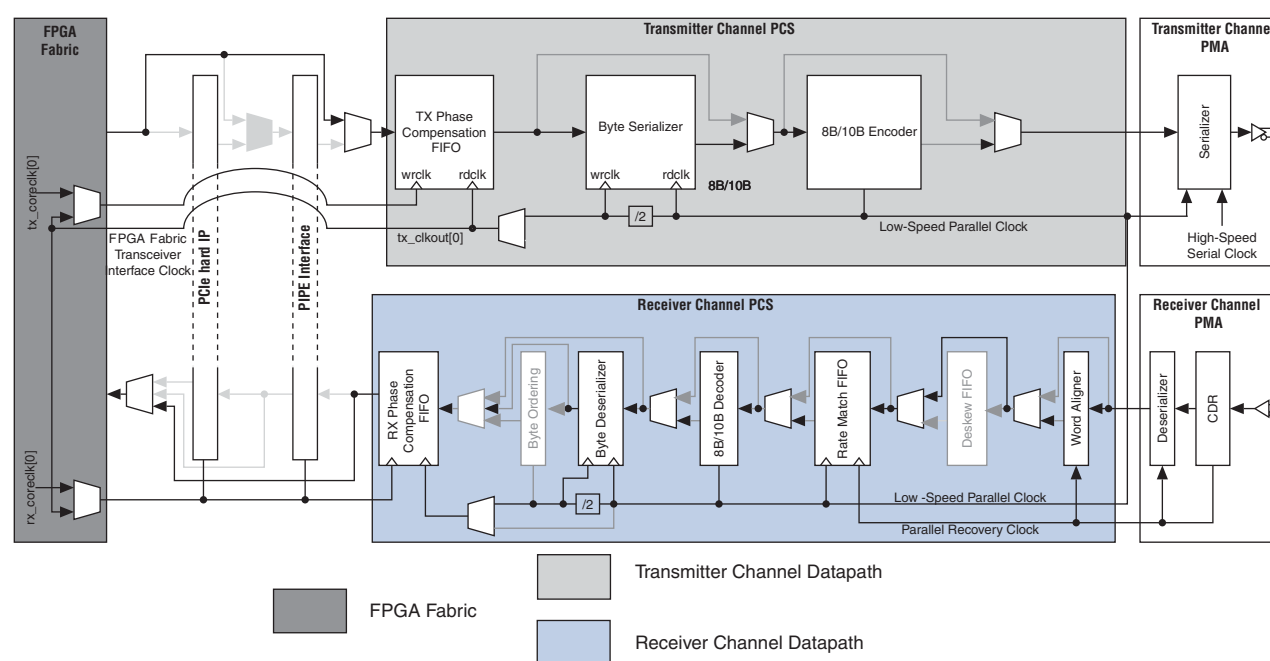 FPGA
Fabric
Transmitter Channel PCS
Transmitter Channel
PMA
TX Phase
Compensation
FIFO
wrclk
rdclk
Byte Serializer
wrclk
rdclk
8B/10B
8B/10B Encoder
Serializer
/2
Low-Speed Parallel Clock
High-Speed
Serial Clock
tx_coreclk[0]
tx_clkout[0]
FPGA Fabric
Transceiver
Interface Clock
PCIe hard IP
PIPE Interface
Receiver Channel PCS
Receiver Channel
PMA
RX Phase
Compensation
FIFO
Byte Ordering
Byte Deserializer
8B/10B Decoder
Rate Match FIFO
Deskew FIFO
Word Aligner
Deserializer
CDR
rx_coreclk[0]
/2
Low -Speed Parallel Clock
Parallel Recovery Clock
FPGA Fabric
Transmitter Channel Datapath
Receiver Channel Datapath